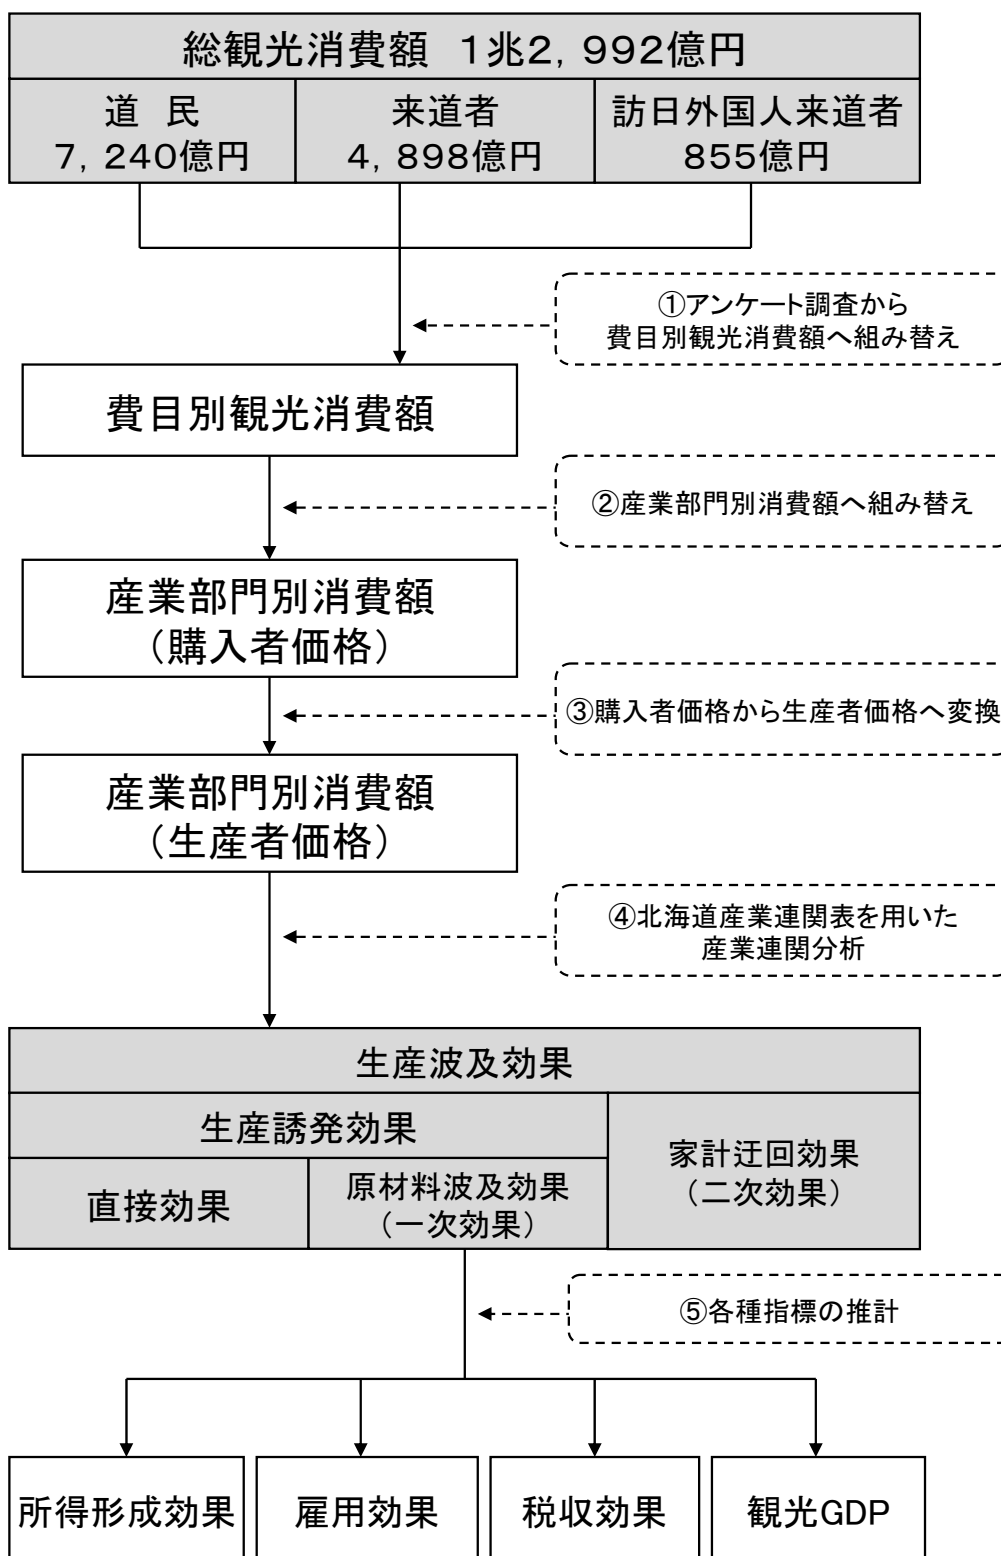 総観光消費額 1兆2,992億円
道 民
7,240億円
来道者
4,898億円
訪日外国人来道者
855億円
①アンケート調査から
費目別観光消費額へ組み替え
費目別観光消費額
②産業部門別消費額へ組み替え
産業部門別消費額
（購入者価格）
③購入者価格から生産者価格へ変換
産業部門別消費額
（生産者価格）
④北海道産業連関表を用いた
産業連関分析
生産波及効果
生産誘発効果
家計迂回効果
（二次効果）
直接効果
原材料波及効果
（一次効果）
⑤各種指標の推計
所得形成効果
雇用効果
税収効果
観光GDP